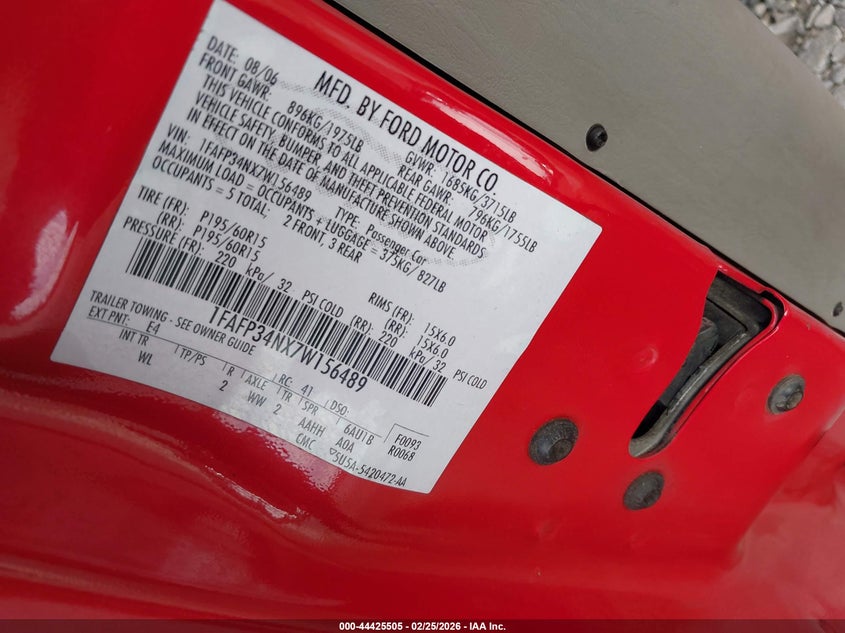 MFD. BY FORD MOTOR CO.
DATE: 08/06 GVWR: 1685KG/3715LB
FRONT GAWR: 896KG/1975LB REAR GAWR: 796KG/1755LB
THIS VEHICLE CONFORMS TO ALL APPLICABLE FEDERAL MOTOR
VEHICLE SAFETY, BUMPER, AND THEFT PREVENTION STANDARDS
IN EFFECT ON THE DATE OF MANUFACTURE SHOWN ABOVE.
VIN: 1FAFP34NX7W156489 TYPE: Passenger Car
MAXIMUM LOAD = OCCUPANTS + LUGGAGE = 375KG/827LB
OCCUPANTS = 5 TOTAL: 2 FRONT, 3 REAR
TIRE (FR): P195/60R15 RIMS (FR): 15X6.0
(RR): P195/60R15 (RR): 15X6.0
PRESSURE (FR): 220 kPa/ 32 PSI COLD (RR): 220 kPa/ 32 PSI COLD
1FAFP34NX7W156489
TRAILER TOWING - SEE OWNER GUIDE
EXT PNT: E4 RC: 41 DSO:
INT TR TP/PS R AXLE TR SPR 6AU1B F0093
WL 2 WW 2 AAHH AOA R0068
CMC ▽5U5A-5420472-AA
000-44425505 - 02/25/2026 - IAA Inc.